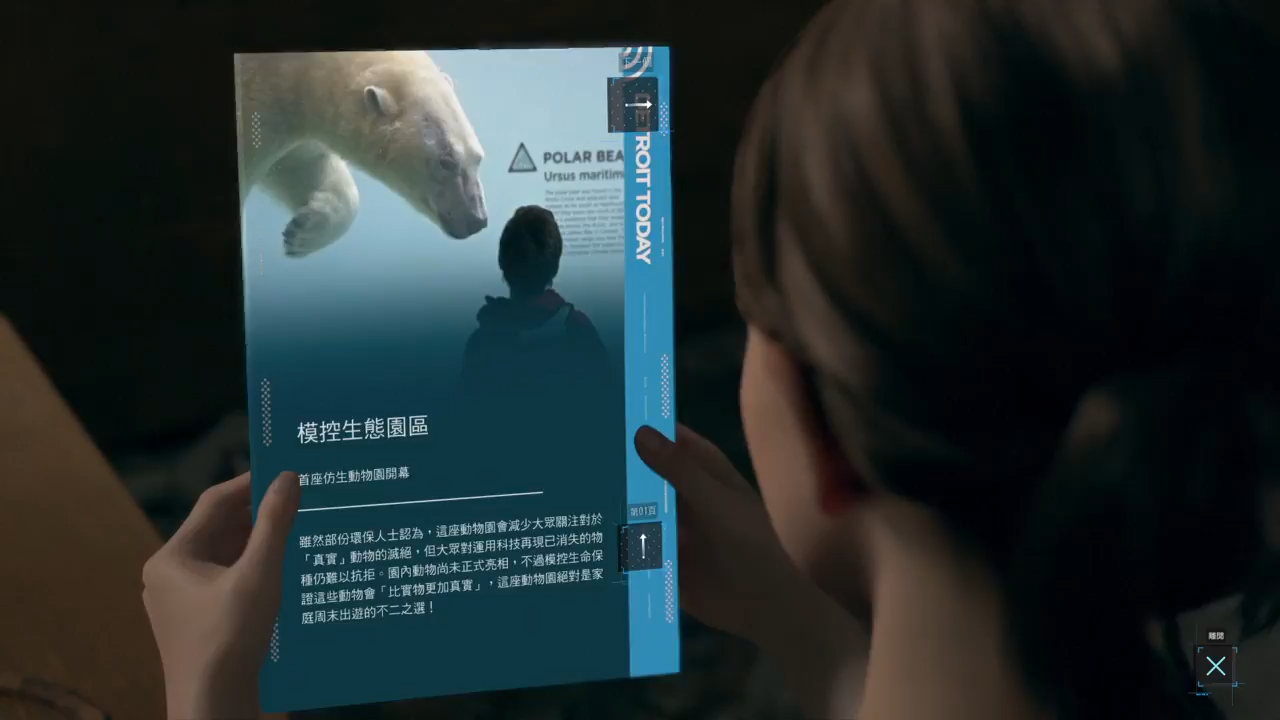 下一個
POLAR BEA
Ursus maritim
ROIT TODAY
模控生態園區
首座仿生動物園開幕
雖然部份環保人士認為，這座動物園會減少大眾關注對於
「真實」動物的滅絕，但大眾對運用科技再現已消失的物
種仍難以抗拒。園內動物尚未正式亮相，不過模控生命保
證這些動物會「比實物更加真實」，這座動物園絕對是家
庭周末出遊的不二之選！
第01頁
離開